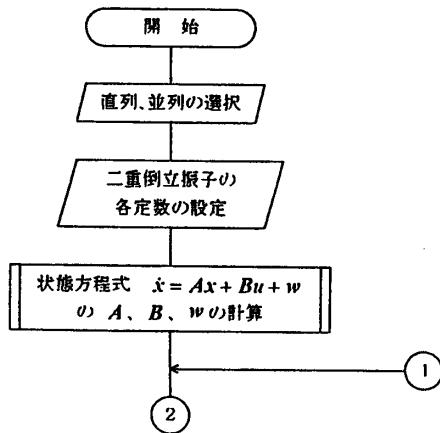 開 始
直列、並列の選択
二重倒立振子の
各定数の設定
状態方程式 ẋ = Ax + Bu + w
の A、B、wの計算
1
2